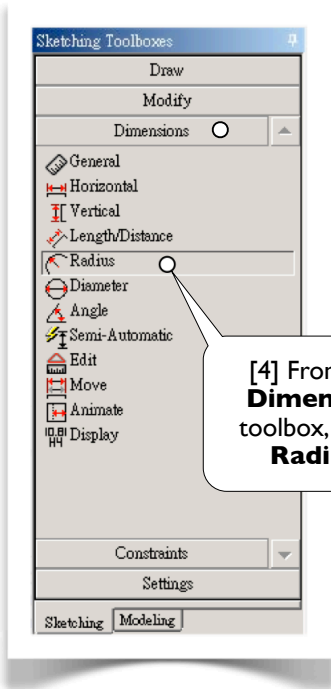 Sketching Toolboxes
Draw
Modify
Dimensions
General
Horizontal
Vertical
Length/Distance
Radius
Diameter
Angle
Semi-Automatic
Edit
Move
Animate
Display
[4] From
Dimen
toolbox,
Radi
Constraints
Settings
Sketching Modeling